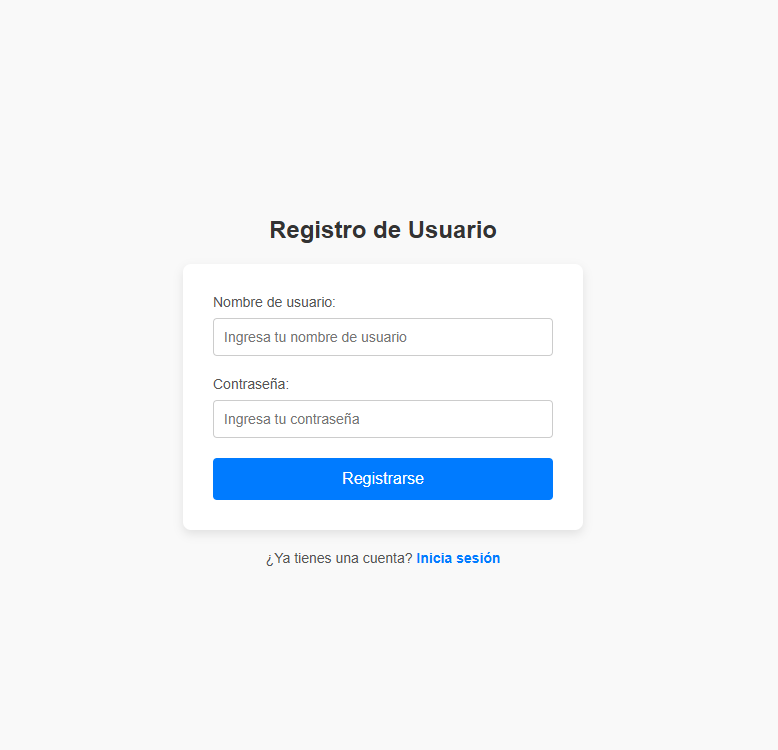 Registro de Usuario
Nombre de usuario:
Ingresa tu nombre de usuario
Contraseña:
Ingresa tu contraseña
Registrarse
¿Ya tienes una cuenta? Inicia sesión